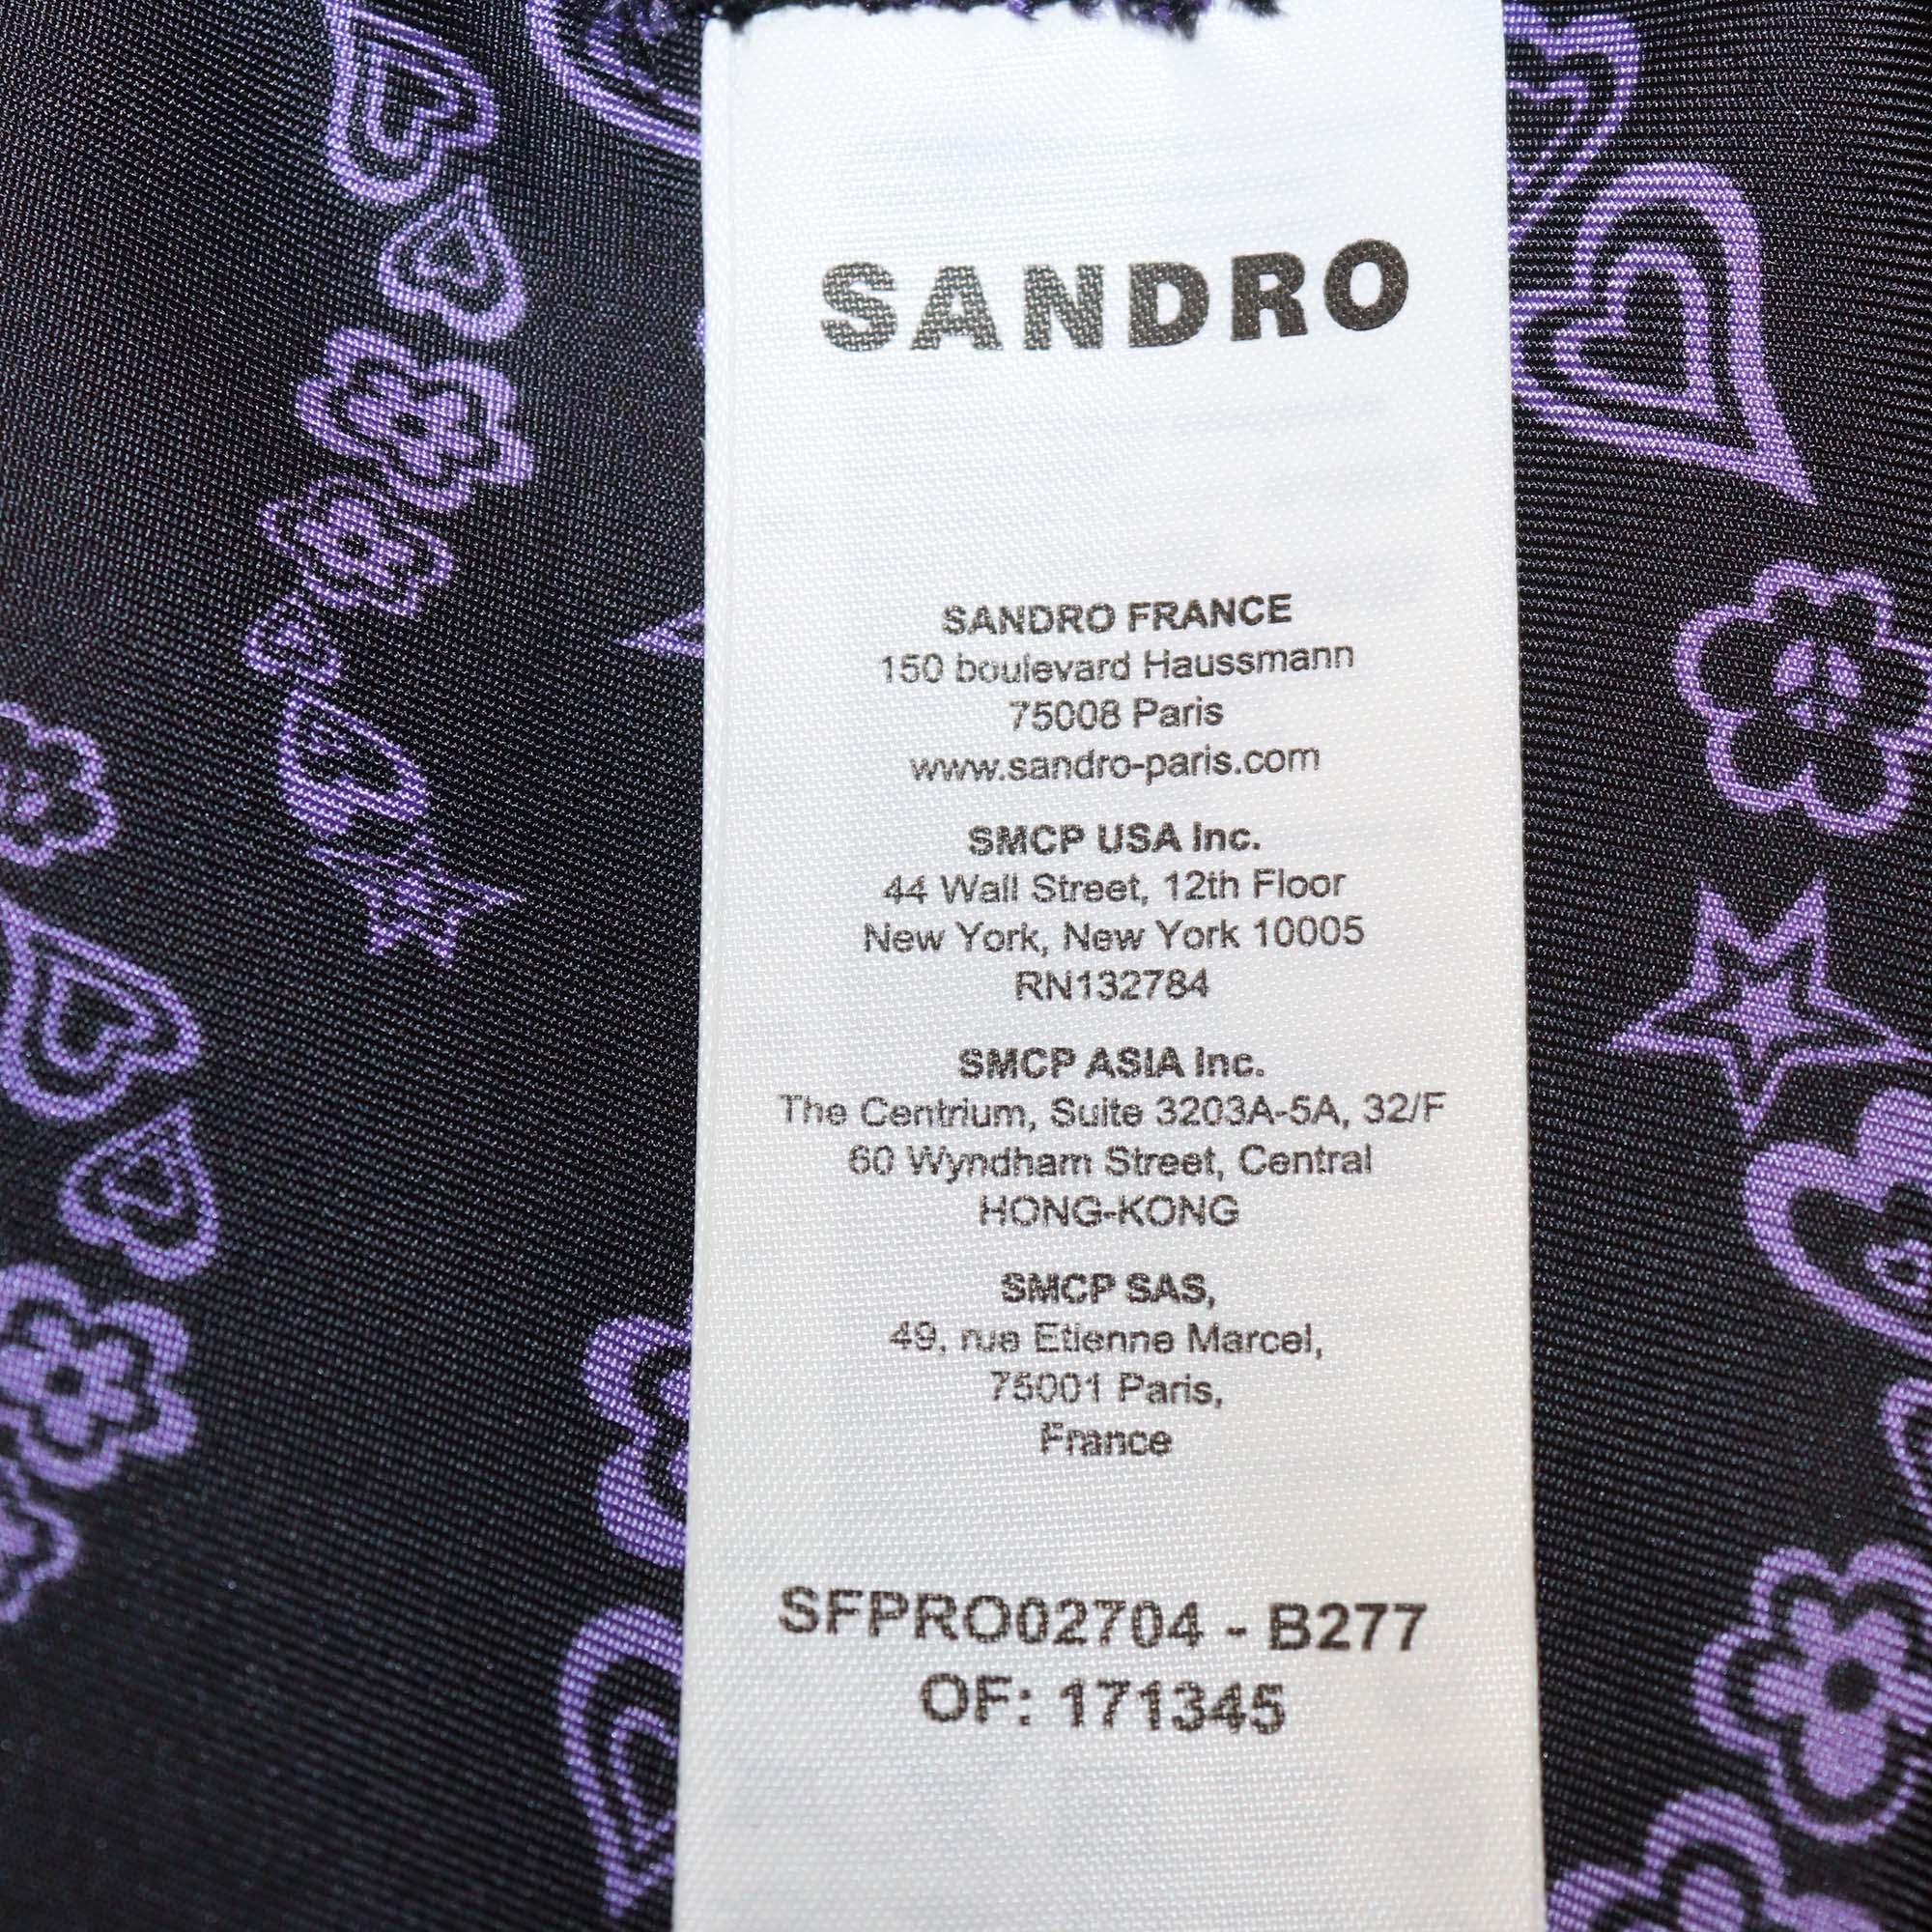 SANDRO
SANDRO FRANCE
150 boulevard Haussmann
75008 Paris
www.sandro-paris.com
SMCP USA Inc.
44 Wall Street, 12th Floor
New York, New York 10005
RN132784
SMCP ASIA Inc.
The Centrium, Suite 3203A-5A, 32/F
60 Wyndham Street, Central
HONG-KONG
SMCP SAS,
49, rue Etienne Marcel,
75001 Paris,
France
SFPRO02704 - B277
OF: 171345